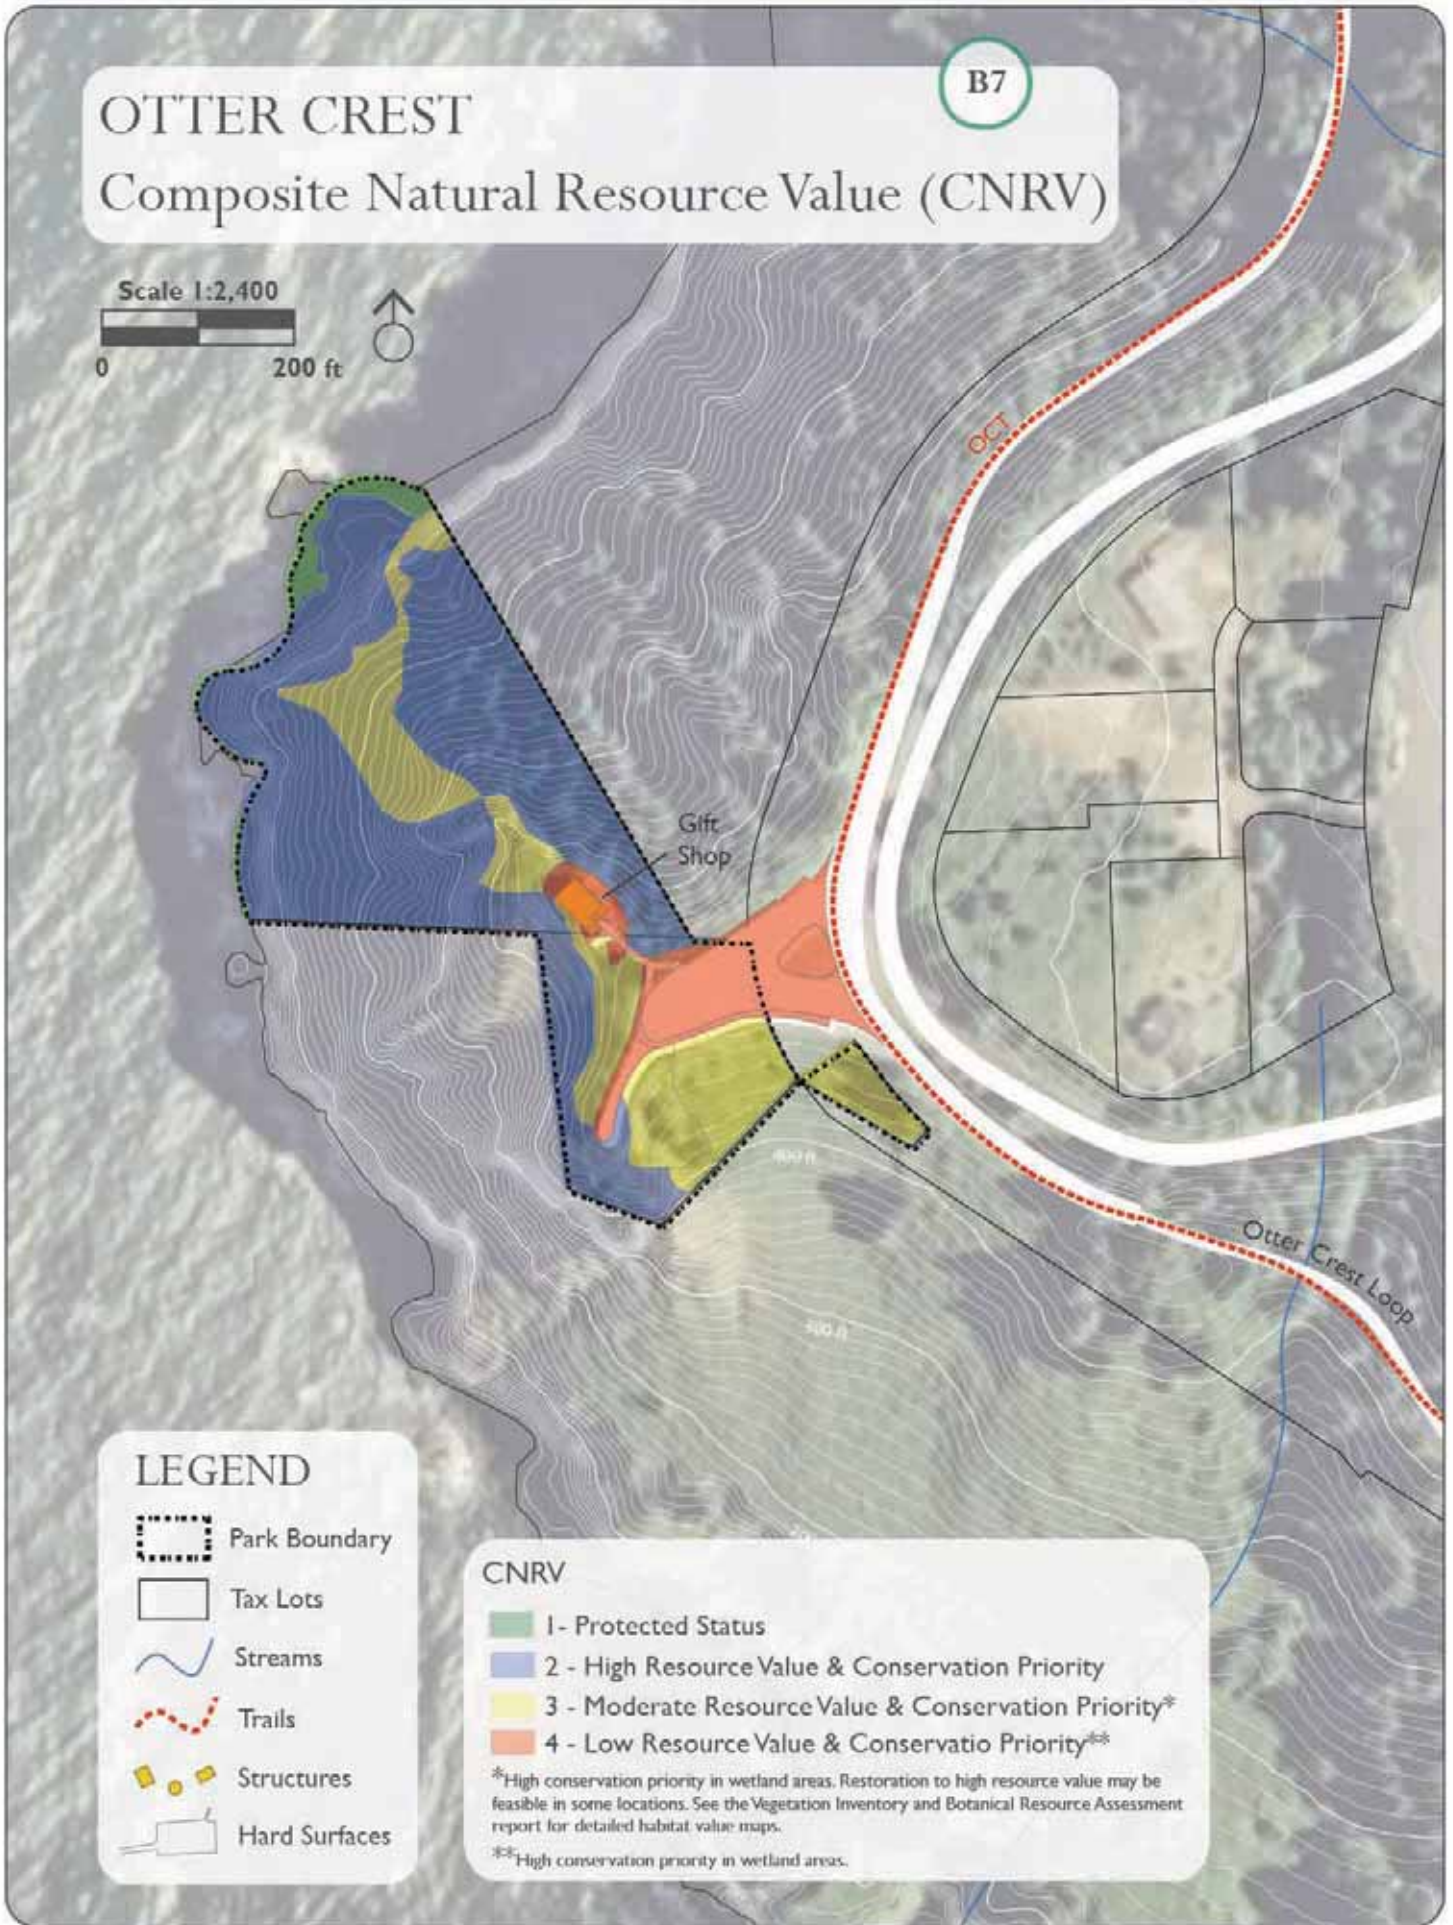 B7
OTTER CREST
Composite Natural Resource Value (CNRV)
Scale 1:2,400
0 200 ft
OCT
Gift
Shop
400 ft
Otter Crest Loop
LEGEND
Park Boundary
Tax Lots
Streams
Trails
Structures
Hard Surfaces
CNRV
1- Protected Status
2 - High Resource Value & Conservation Priority
3 - Moderate Resource Value & Conservation Priority*
4 - Low Resource Value & Conservatio Priority**
*High conservation priority in wetland areas. Restoration to high resource value may be
feasible in some locations. See the Vegetation Inventory and Botanical Resource Assessment
report for detailed habitat value maps.
**High conservation priority in wetland areas.